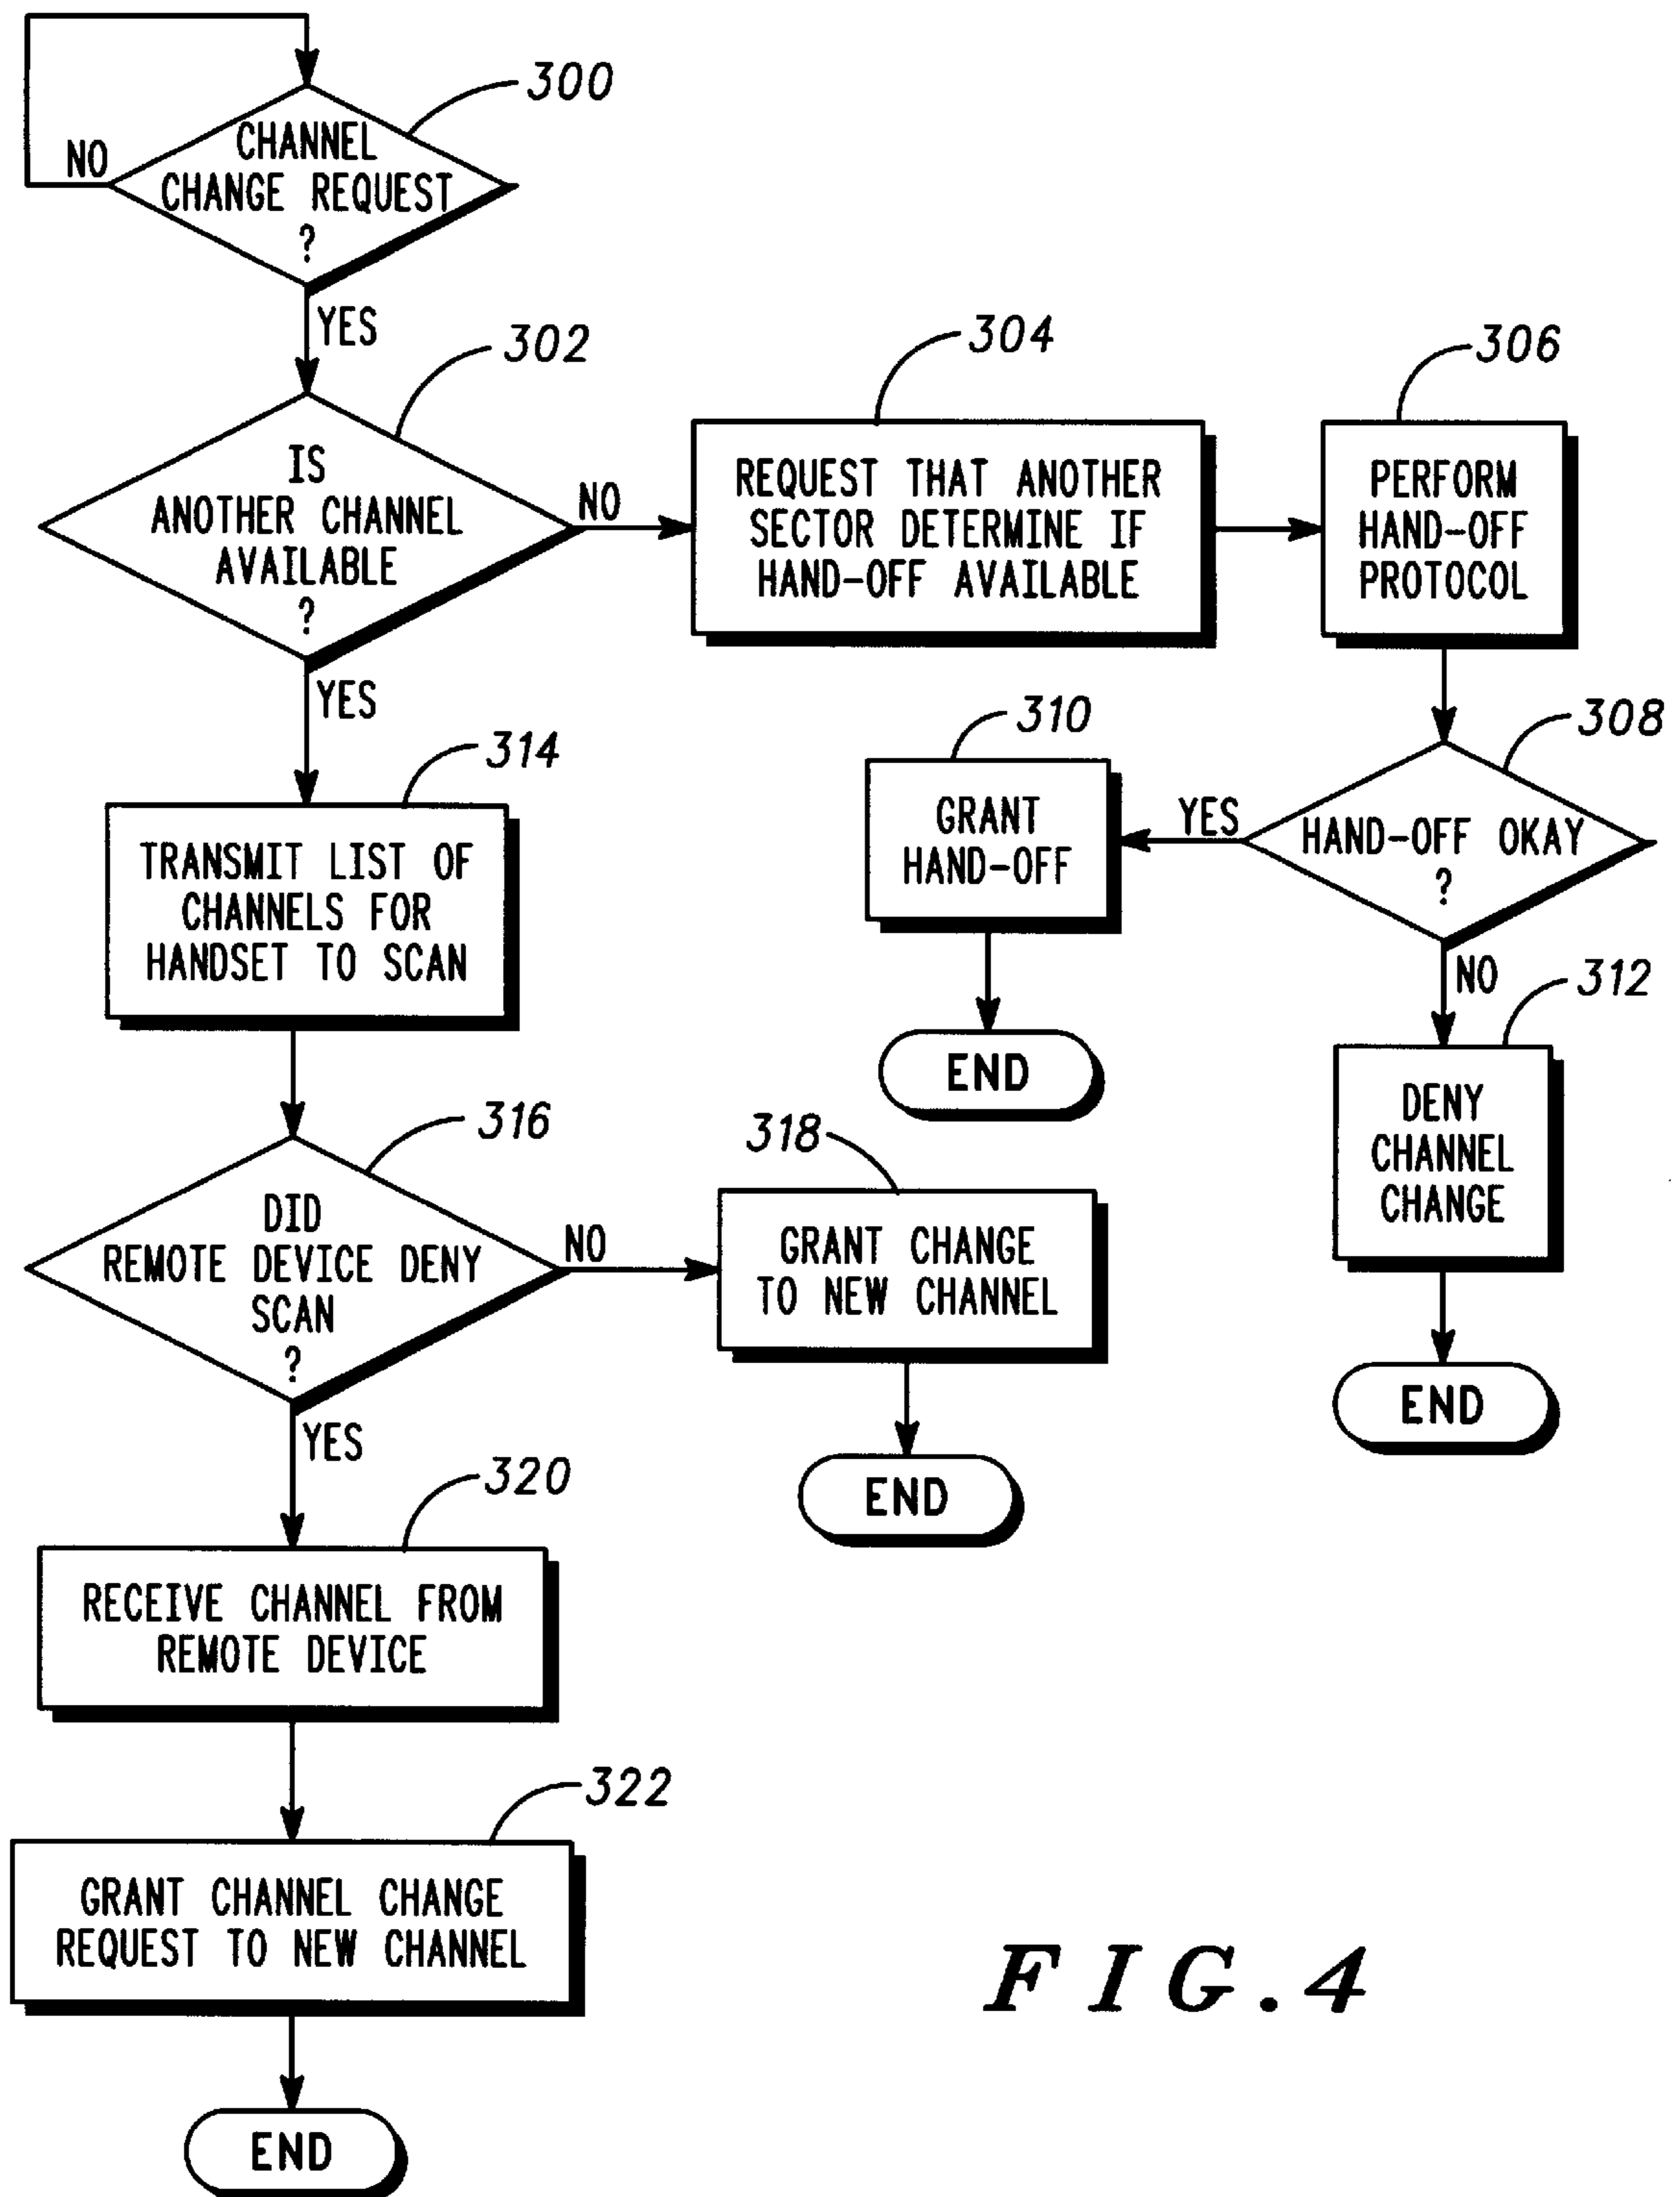 300
CHANNEL
CHANGE REQUEST
?
NO
YES
302
IS
ANOTHER CHANNEL
AVAILABLE
?
NO
YES
304
REQUEST THAT ANOTHER
SECTOR DETERMINE IF
HAND-OFF AVAILABLE
306
PERFORM
HAND-OFF
PROTOCOL
308
HAND-OFF OKAY
?
YES
NO
310
GRANT
HAND-OFF
END
312
DENY
CHANNEL
CHANGE
END
314
TRANSMIT LIST OF
CHANNELS FOR
HANDSET TO SCAN
316
DID
REMOTE DEVICE DENY
SCAN
?
NO
YES
318
GRANT CHANGE
TO NEW CHANNEL
END
320
RECEIVE CHANNEL FROM
REMOTE DEVICE
322
GRANT CHANNEL CHANGE
REQUEST TO NEW CHANNEL
END
FIG.4